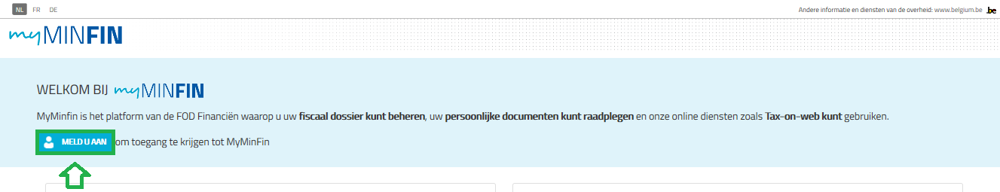 NL FR DE Andere informatie en diensten van de overheid: www.belgium.be .be
myMINFIN
WELKOM BIJ myMINFIN
MyMinfin is het platform van de FOD Financiën waarop u uw fiscaal dossier kunt beheren, uw persoonlijke documenten kunt raadplegen en onze online diensten zoals Tax-on-web kunt gebruiken.
MELD U AAN om toegang te krijgen tot MyMinFin